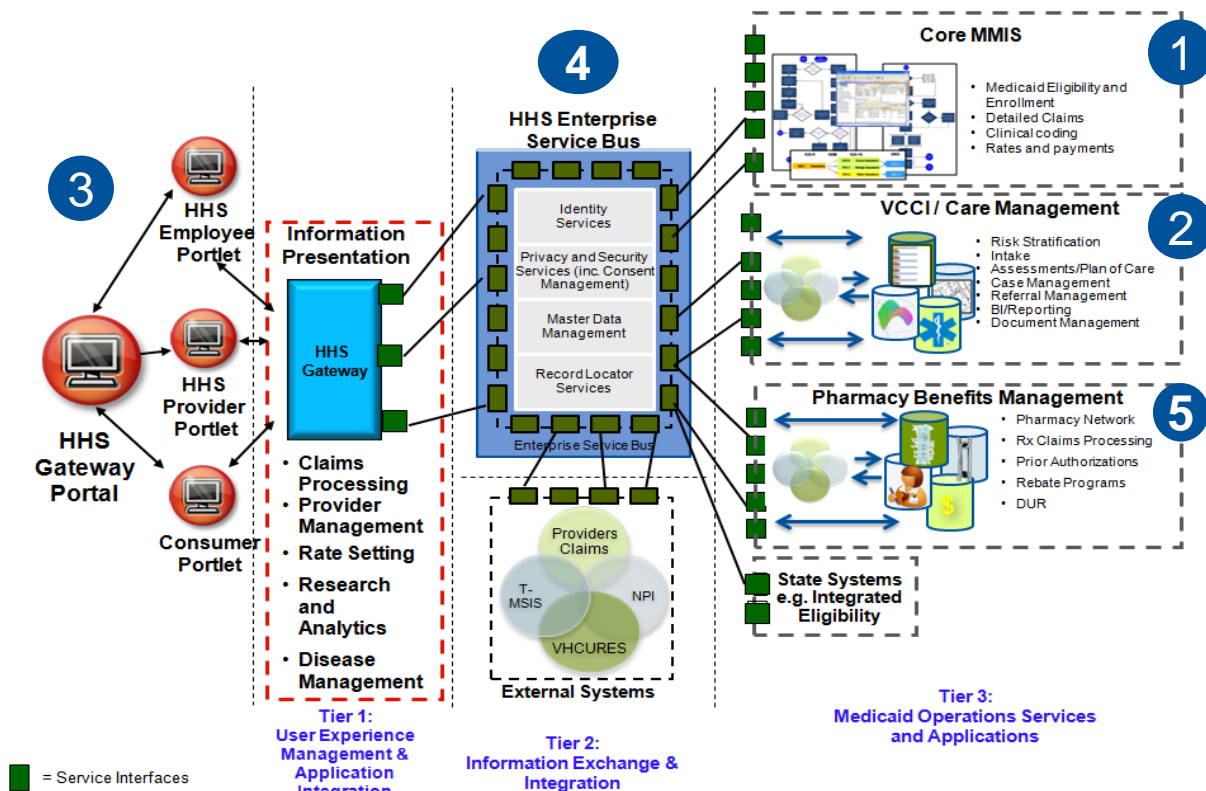 3
HHS
Employee
Portlet
HHS
Provider
Portlet
HHS
Gateway
Portal
Consumer
Portlet
Information
Presentation
HHS
Gateway
• Claims
Processing
• Provider
Management
• Rate Setting
• Research
and
Analytics
• Disease
Management
Tier 1:
User Experience
Management &
Application
Integration
= Service Interfaces
4
HHS Enterprise
Service Bus
Identity
Services
Privacy and Security
Services (inc. Consent
Management)
Master Data
Management
Record Locator
Services
Enterprise Service Bus
Providers
Claims
T-
MSIS
NPI
VHCURES
External Systems
Tier 2:
Information Exchange &
Integration
Core MMIS
1
• Medicaid Eligibility and
Enrollment
• Detailed Claims
• Clinical coding
• Rates and payments
VCCI / Care Management
2
• Risk Stratification
• Intake
• Assessments/Plan of Care
• Case Management
• Referral Management
• BI/Reporting
• Document Management
Pharmacy Benefits Management
5
• Pharmacy Network
• Rx Claims Processing
• Prior Authorizations
• Rebate Programs
• DUR
$
State Systems
e.g. Integrated
Eligibility
Tier 3:
Medicaid Operations Services
and Applications